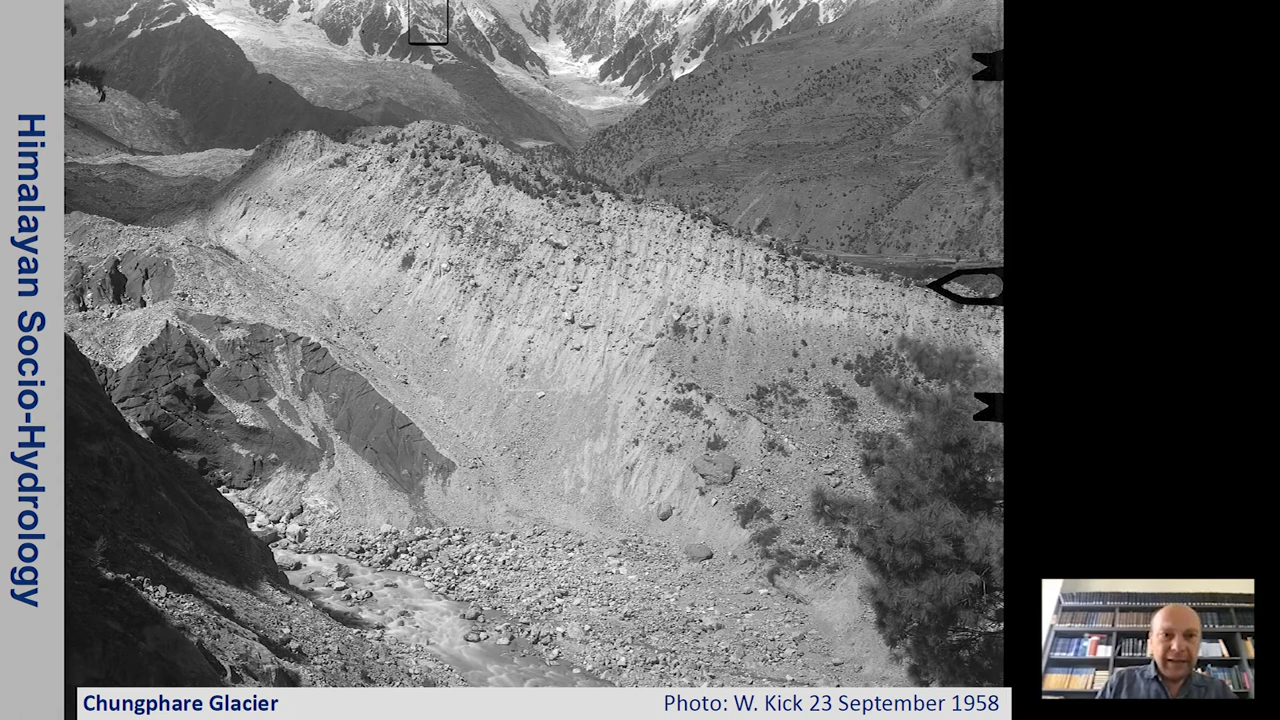 Himalayan Socio-Hydrology
Chungphare Glacier
Photo: W. Kick 23 September 1958